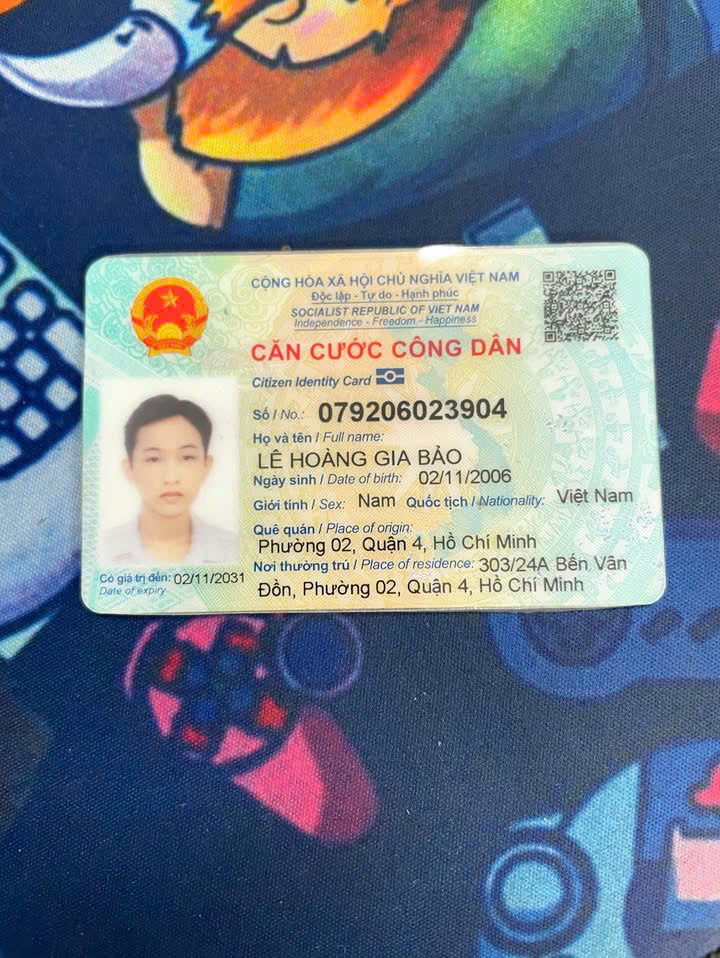 CỘNG HÒA XÃ HỘI CHỦ NGHĨA VIỆT NAM
Độc lập - Tự do - Hạnh phúc
SOCIALIST REPUBLIC OF VIET NAM
Independence - Freedom - Happiness
CĂN CƯỚC CÔNG DÂN
Citizen Identity Card
Số / No.: 079206023904
Họ và tên / Full name:
LÊ HOÀNG GIA BẢO
Ngày sinh / Date of birth: 02/11/2006
Giới tính / Sex: Nam Quốc tịch / Nationality: Việt Nam
Quê quán / Place of origin:
Phường 02, Quận 4, Hồ Chí Minh
Nơi thường trú / Place of residence: 303/24A Bến Vân
Đồn, Phường 02, Quận 4, Hồ Chí Minh
Có giá trị đến: 02/11/2031
Date of expiry